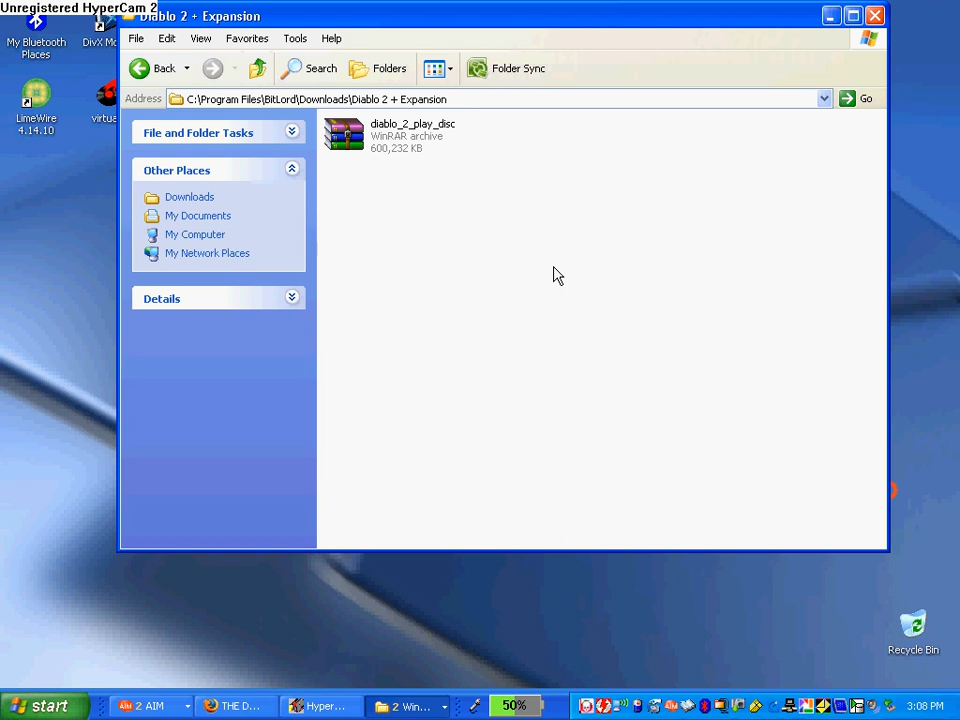 Unregistered HyperCam 2
Diablo 2 + Expansion
My Bluetooth
Places
DivX Mo
File Edit View Favorites Tools Help
Back Search Folders Folder Sync
Address C:\Program Files\BitLord\Downloads\Diablo 2 + Expansion Go
LimeWire
4.14.10
virtua
File and Folder Tasks
Other Places
Downloads
My Documents
My Computer
My Network Places
Details
diablo_2_play_disc
WinRAR archive
600,232 KB
Recycle Bin
start 2 AIM THE D... Hyper... 2 Win... 50% 3:08 PM